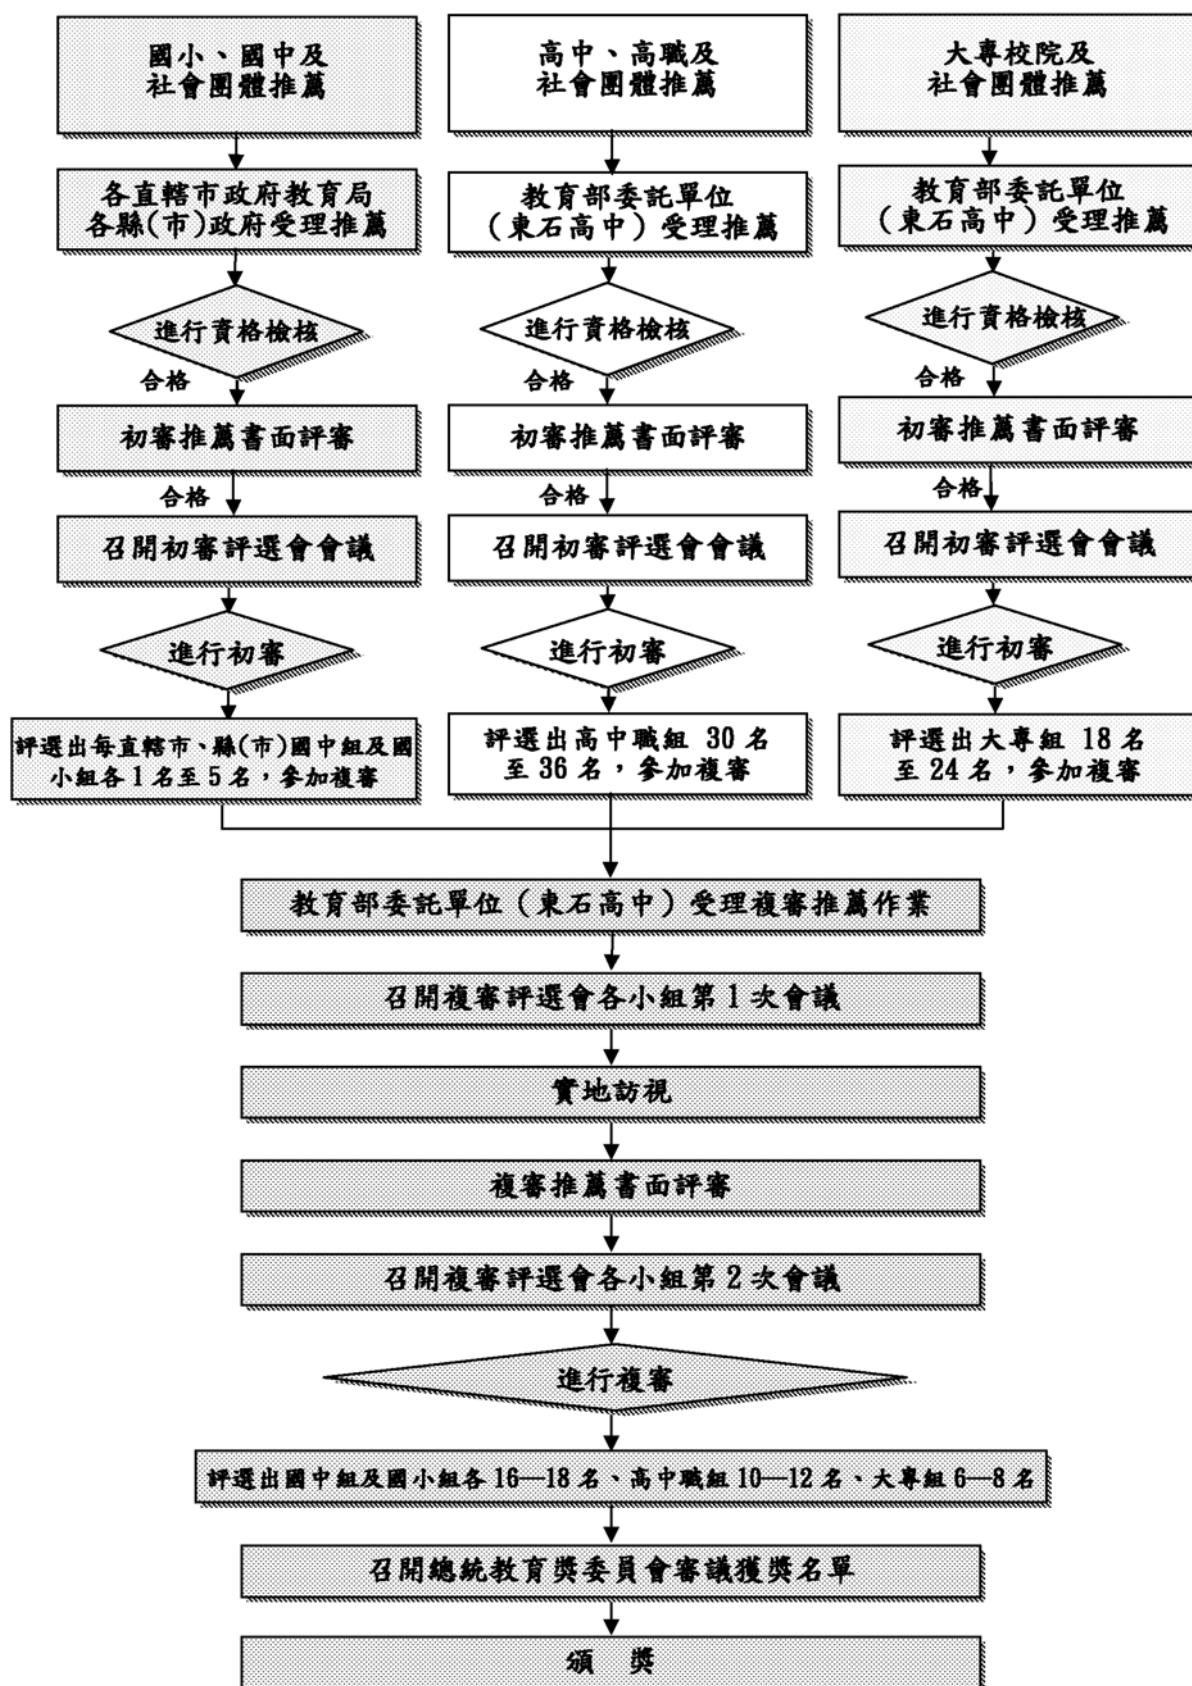 國小、國中及
社會團體推薦
高中、高職及
社會團體推薦
大專校院及
社會團體推薦
各直轄市政府教育局
各縣(市)政府受理推薦
教育部委託單位
（東石高中）受理推薦
教育部委託單位
（東石高中）受理推薦
進行資格檢核
進行資格檢核
進行資格檢核
合格
合格
合格
初審推薦書面評審
初審推薦書面評審
初審推薦書面評審
合格
合格
合格
召開初審評選會會議
召開初審評選會會議
召開初審評選會會議
進行初審
進行初審
進行初審
評選出每直轄市、縣(市)國中組及國
小組各1名至5名，參加複審
評選出高中職組 30 名
至 36 名，參加複審
評選出大專組 18 名
至 24 名，參加複審
教育部委託單位（東石高中）受理複審推薦作業
召開複審評選會各小組第 1 次會議
實地訪視
複審推薦書面評審
召開複審評選會各小組第 2 次會議
進行複審
評選出國中組及國小組各 16—18 名、高中職組 10—12 名、大專組 6—8 名
召開總統教育獎委員會審議獲獎名單
頒 獎